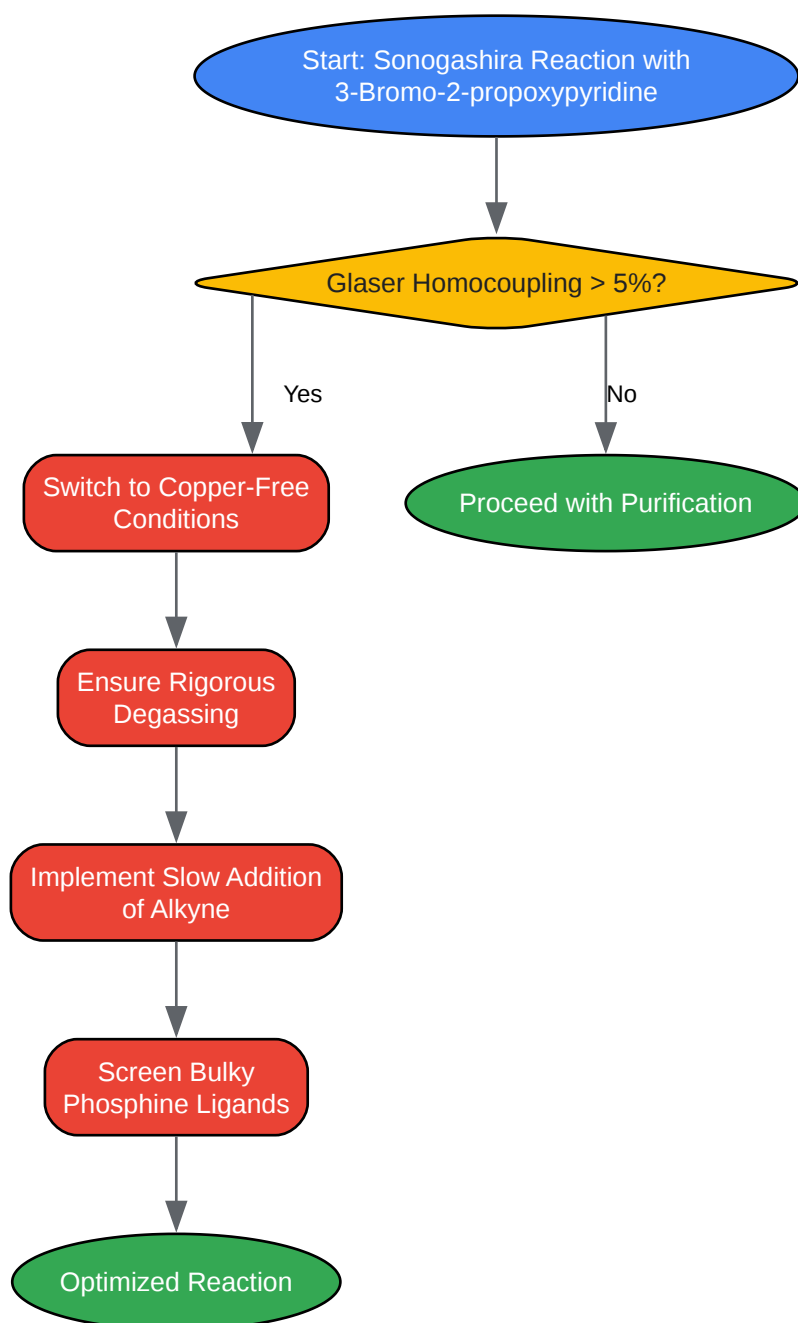 Start: Sonogashira Reaction with
3-Bromo-2-propoxypyridine
Glaser Homocoupling > 5%?
Yes
No
Switch to Copper-Free
Conditions
Proceed with Purification
Ensure Rigorous
Degassing
Implement Slow Addition
of Alkyne
Screen Bulky
Phosphine Ligands
Optimized Reaction